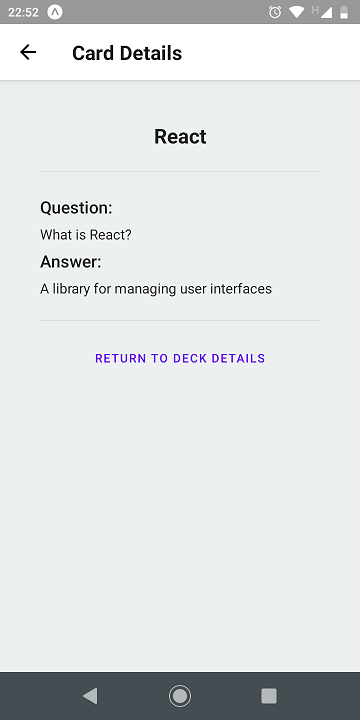 22:52
H
Card Details
React
Question:
What is React?
Answer:
A library for managing user interfaces
RETURN TO DECK DETAILS